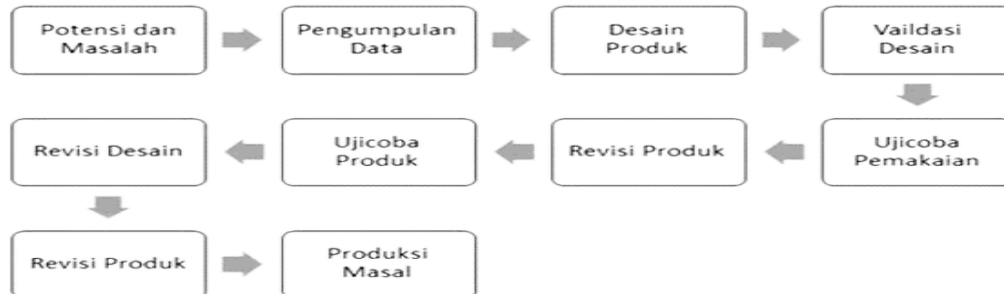 Potensi dan
Masalah
Pengumpulan
Data
Desain
Produk
Vaildasi
Desain
Ujicoba
Pemakaian
Revisi Produk
Ujicoba
Produk
Revisi Desain
Revisi Produk
Produksi
Masal